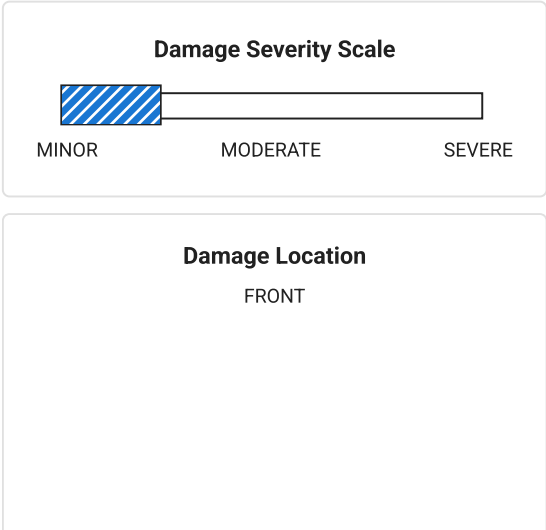 Damage Severity Scale
MINOR MODERATE SEVERE
Damage Location
FRONT